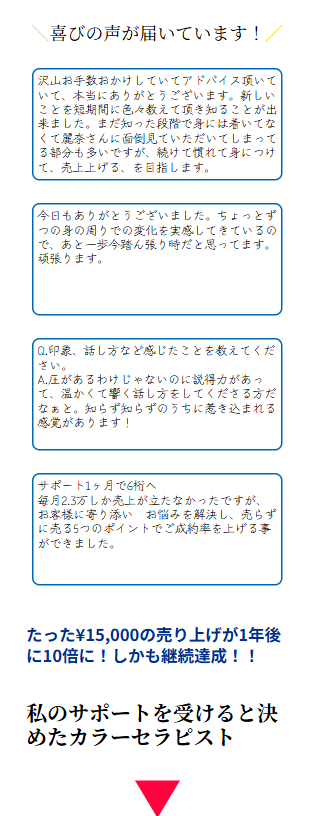 ＼喜びの声が届いています！／
沢山お手数おかけしていてアドバイス頂いて
いて、本当にありがとうございます。新しい
ことを短期間に色々教えて頂き知ることが出
来ました。まだ知った段階で身には着いてな
くて麗奈さんに面倒見ていただいてしまって
る部分も多いですが、続けて慣れて身につけ
て、売上上げる、を目指します。
今日もありがとうございました。ちょっとず
つの身の周りでの変化を実感してきているの
で、あと一歩今踏ん張り時だと思ってます。
頑張ります。
Q.印象、話し方など感じたことを教えてくだ
さい。
A.圧があるわけじゃないのに説得力があっ
て、温かくて響く話し方をしてくださる方だ
なぁと。知らず知らずのうちに惹き込まれる
感覚があります！
サポート1ヶ月で6桁へ
毎月2.3万しか売上が立たなかったですが、
お客様に寄り添い　お悩みを解決し、売らず
に売る5つのポイントでご成約率を上げる事
ができました。
たった¥15,000の売り上げが1年後
に10倍に！しかも継続達成！！
私のサポートを受けると決
めたカラーセラピスト